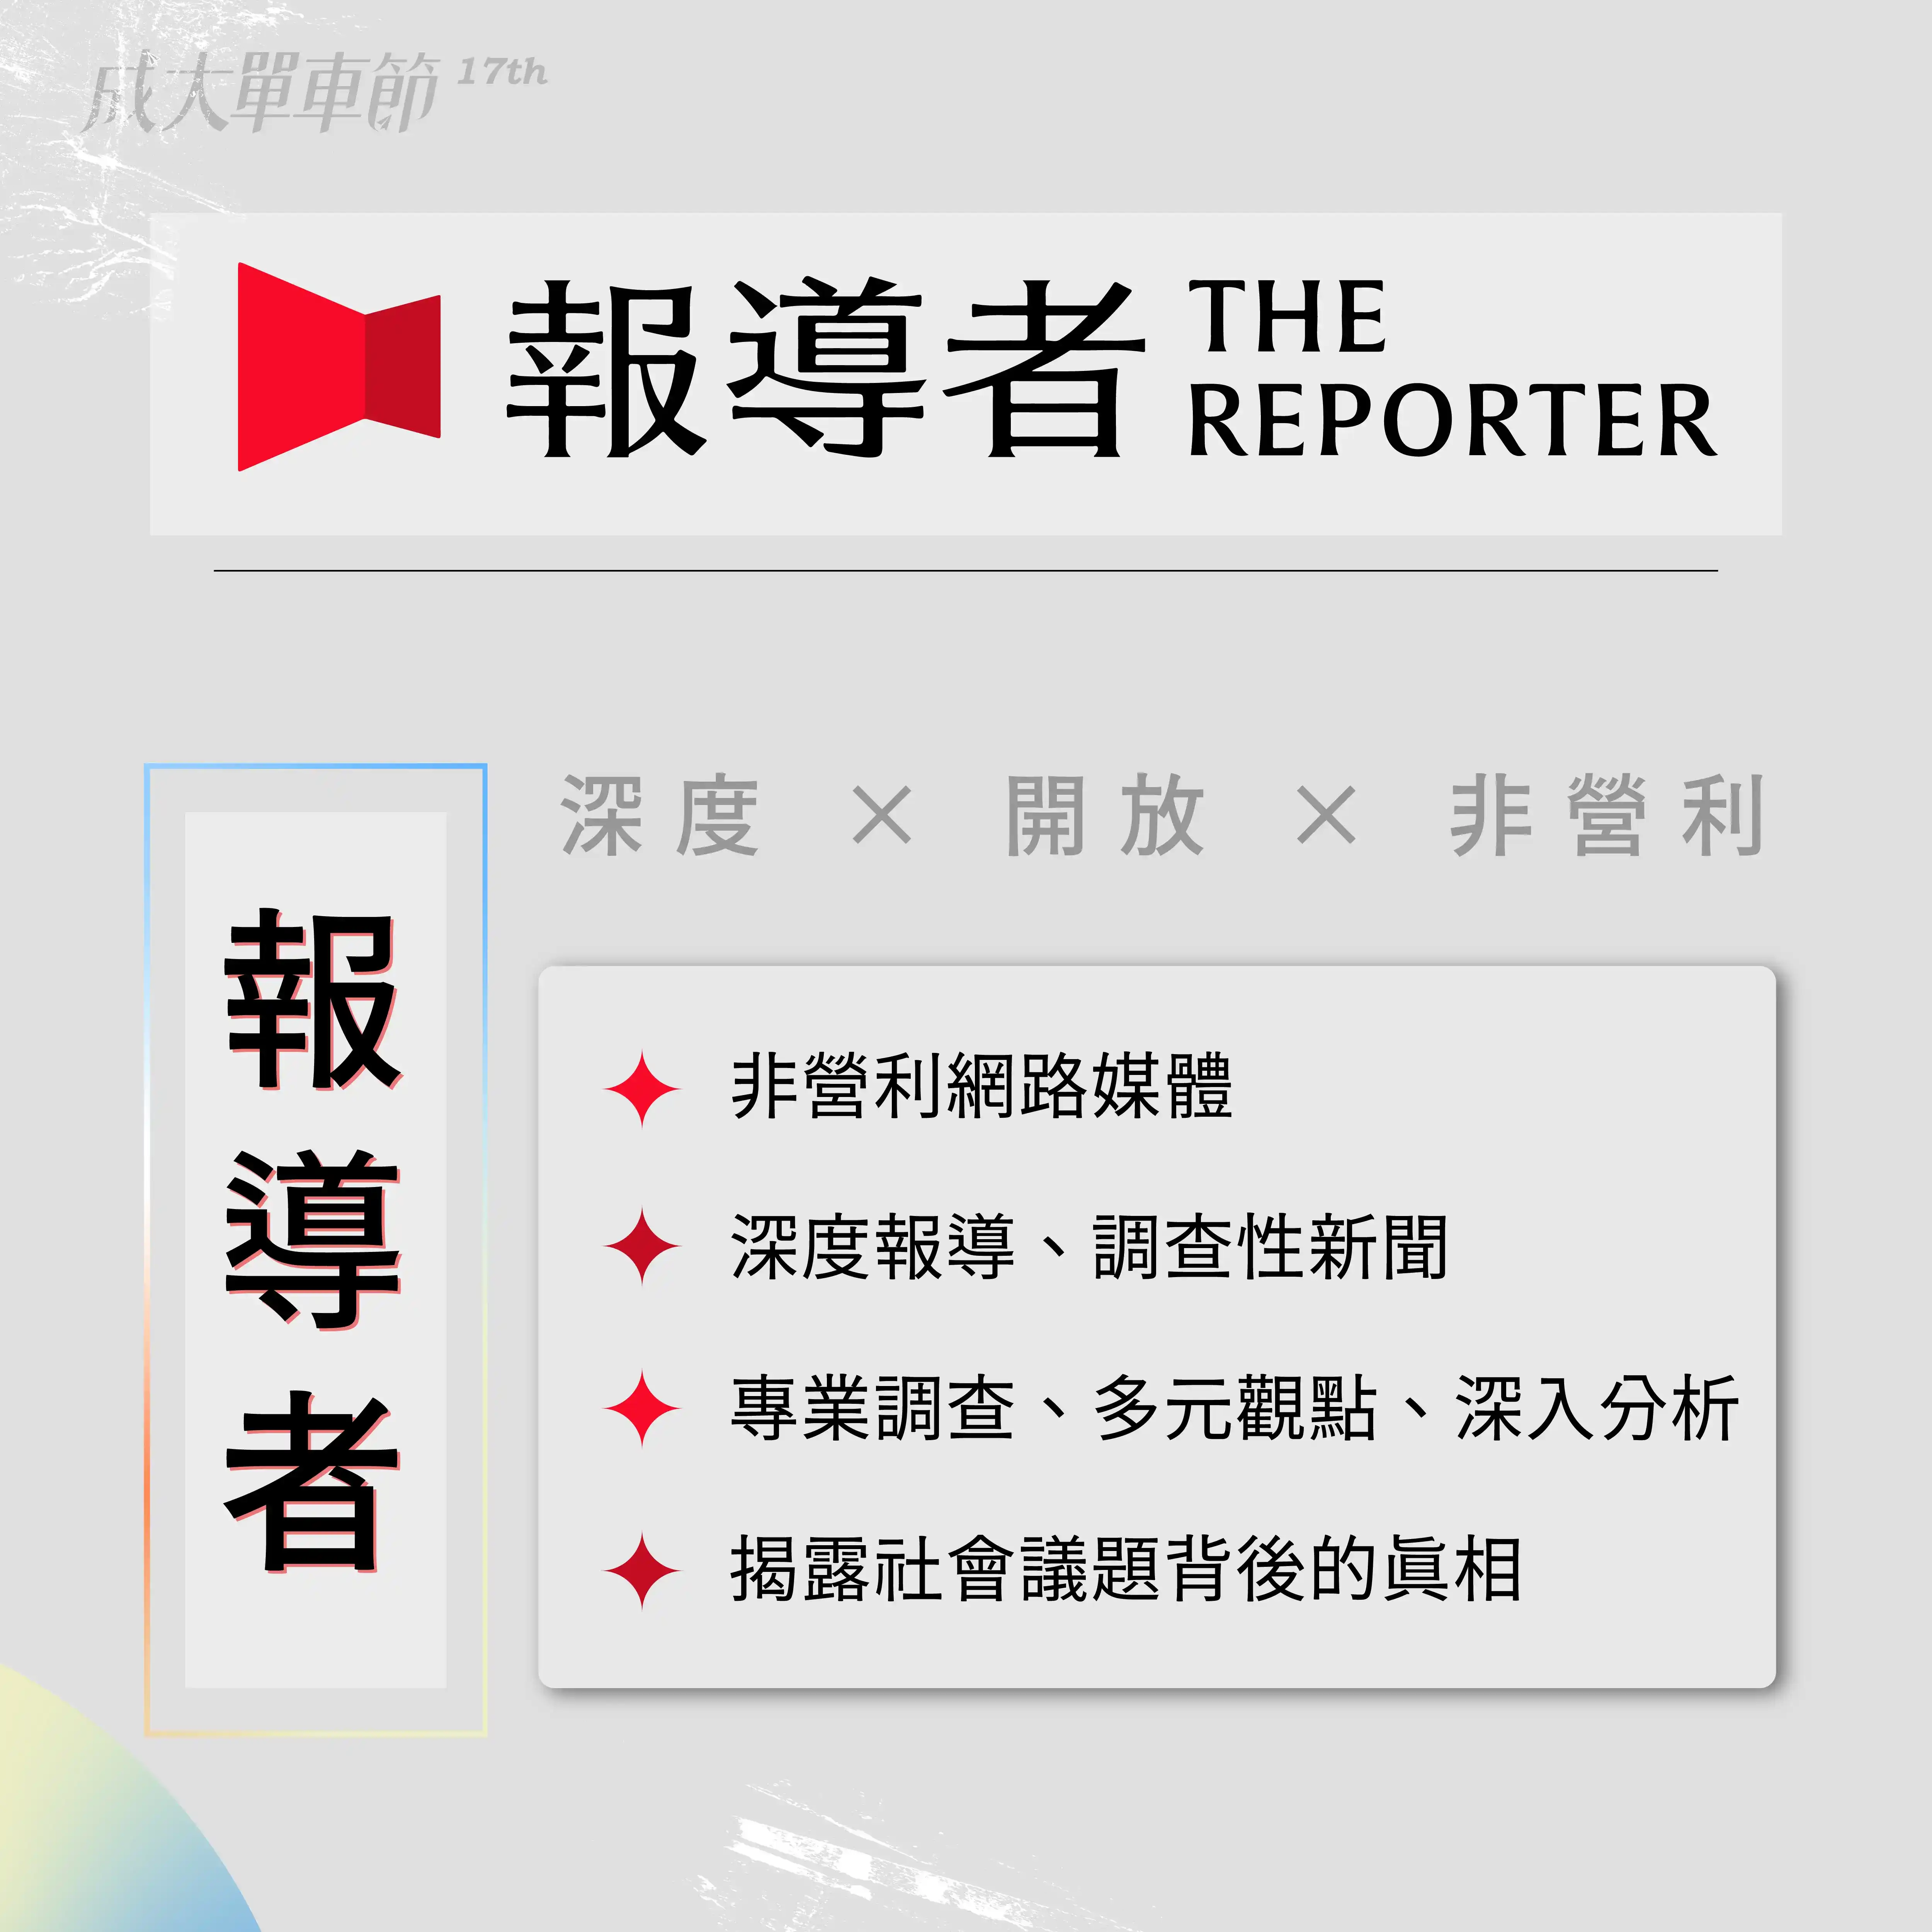 成大單車節 17th
報導者 THE REPORTER
深度 × 開放 × 非營利
報導者
非營利網路媒體
深度報導、調查性新聞
專業調查、多元觀點、深入分析
揭露社會議題背後的眞相